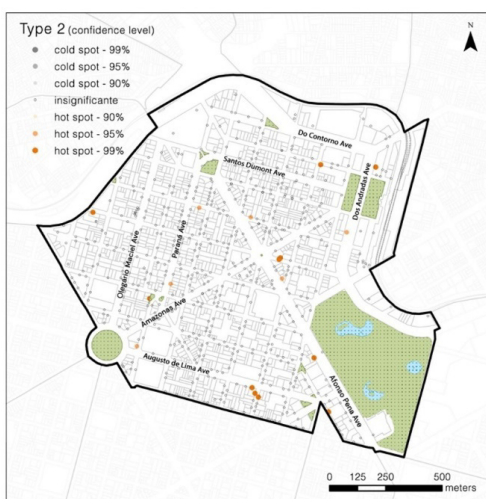 Type 2 (confidence level)
cold spot - 99%
cold spot - 95%
cold spot - 90%
insignificante
hot spot - 90%
hot spot - 95%
hot spot - 99%
N
Do Contorno Ave
Santos Dumont Ave
Dos Andradas Ave
Olegário Maciel Ave
Paraná Ave
Amazonas Ave
Augusto de Lima Ave
Afonso Pena Ave
0 125 250 500
meters